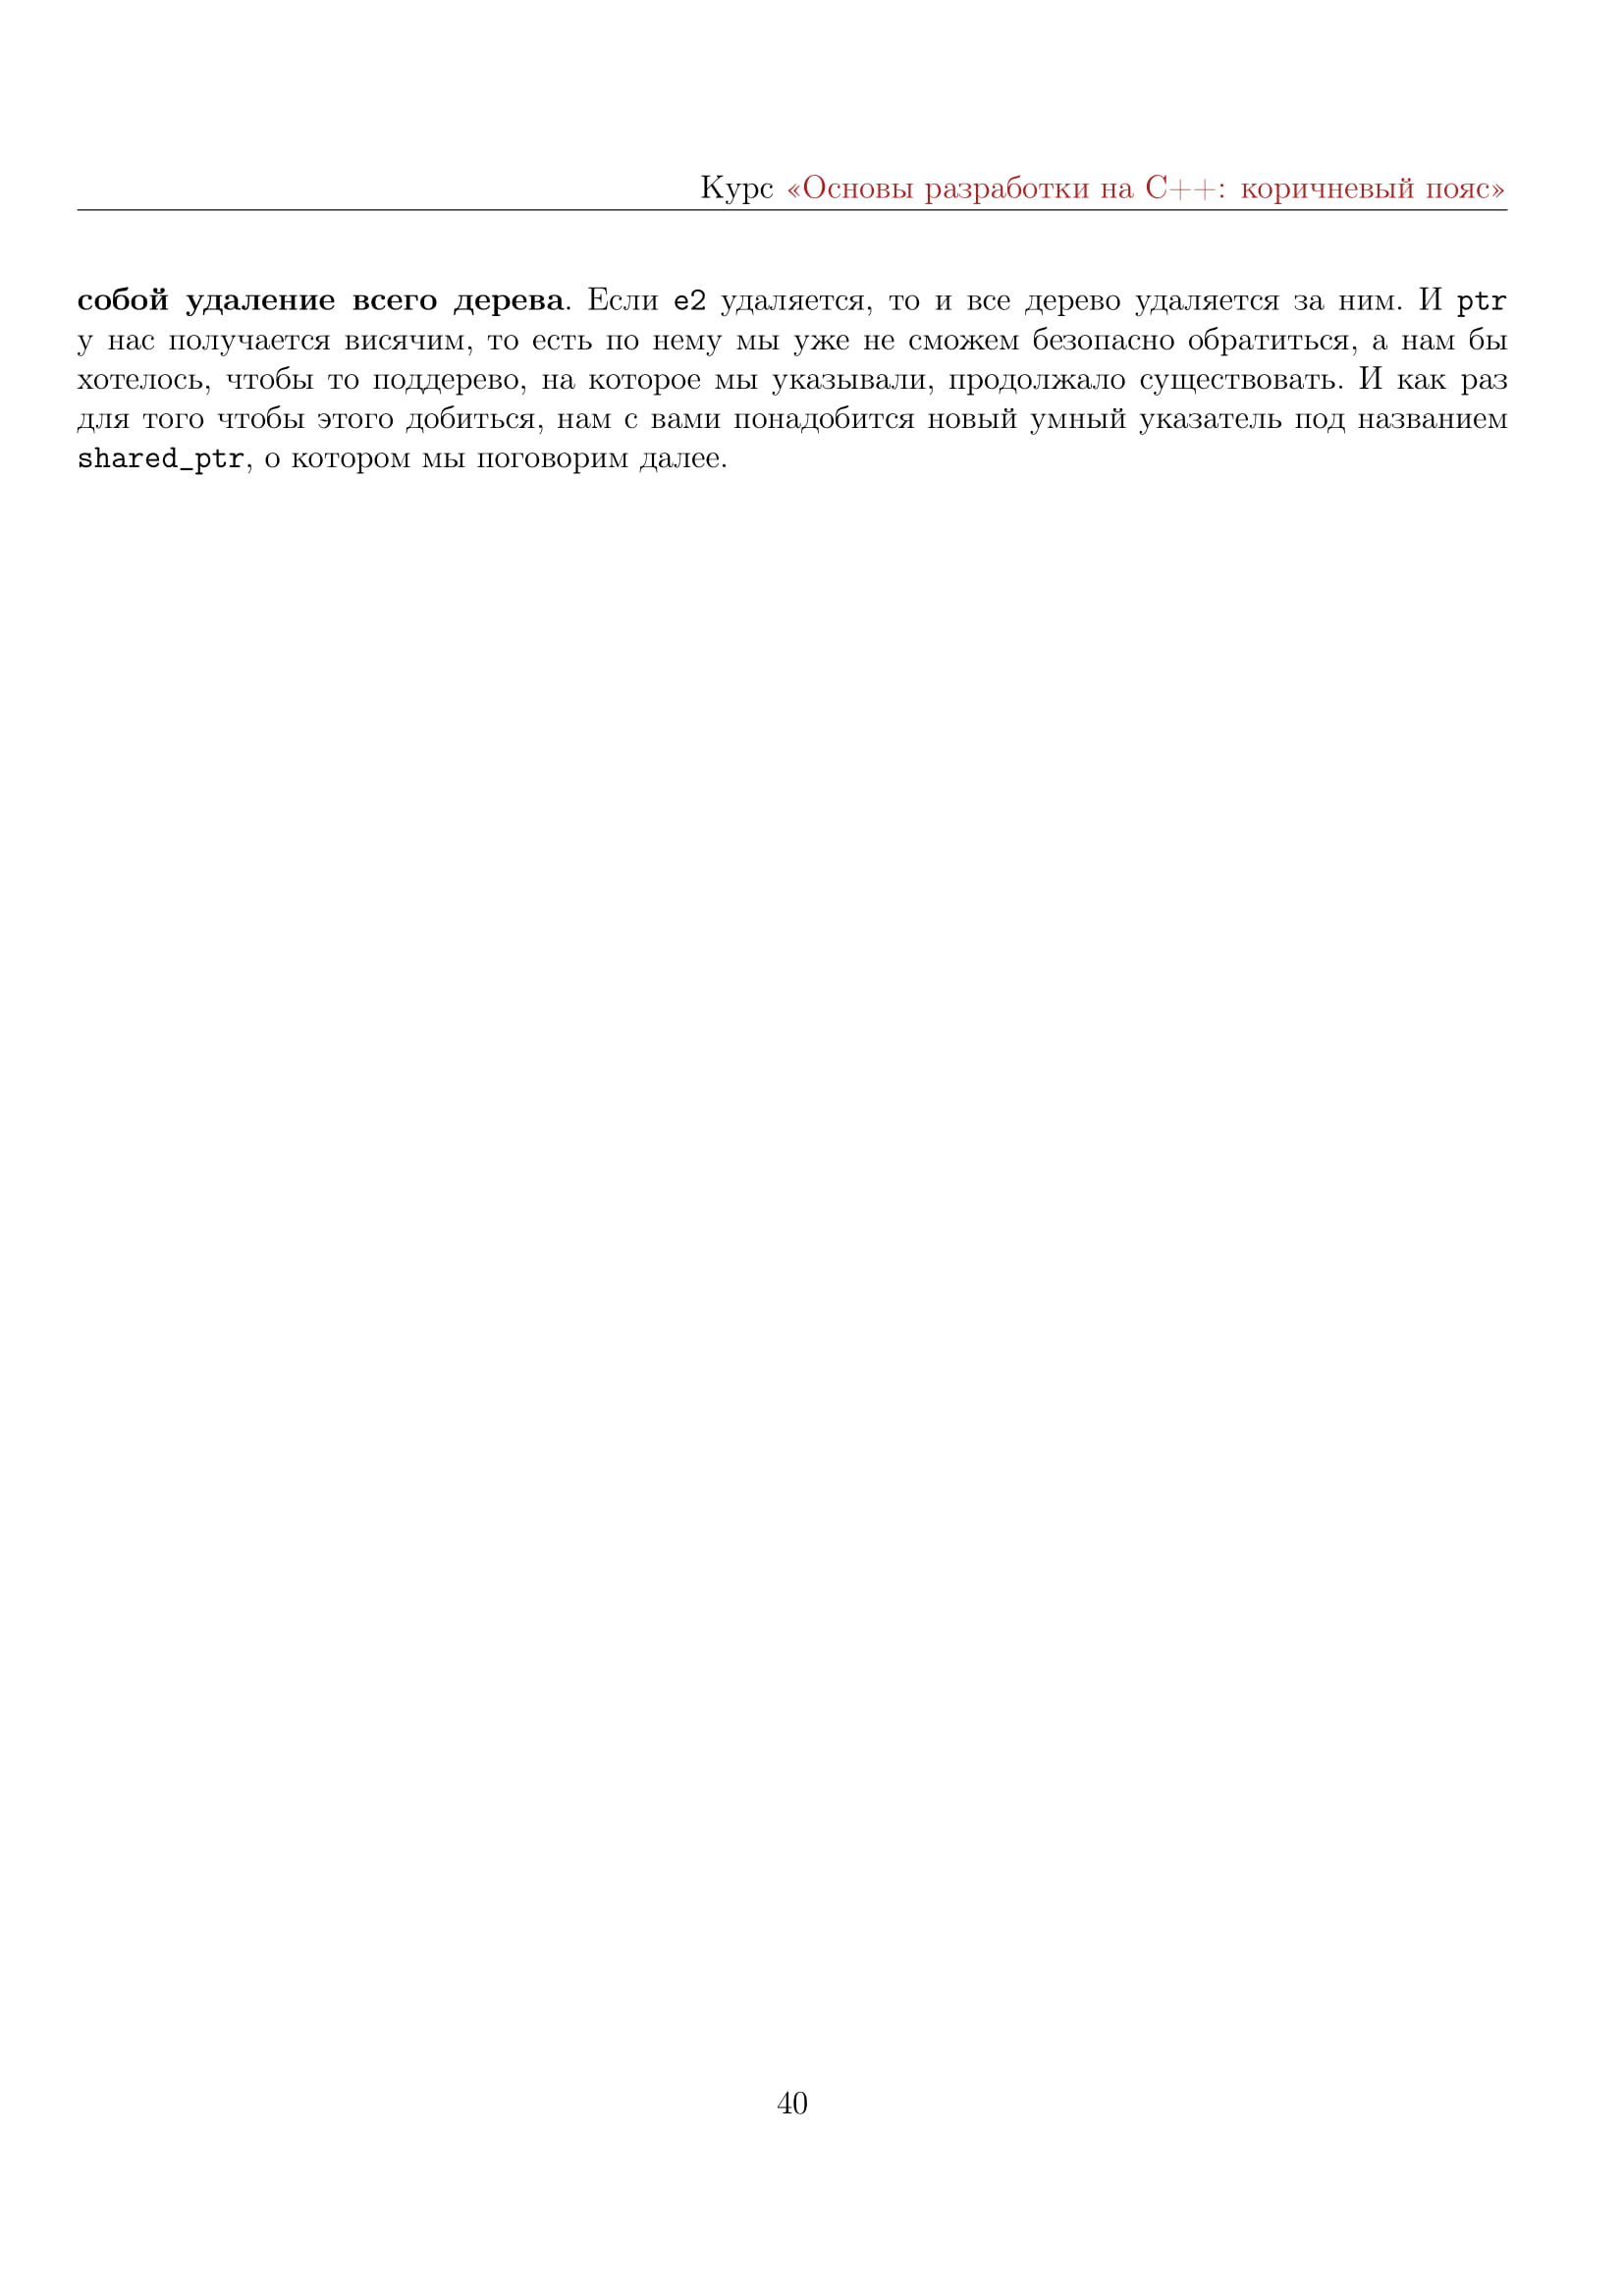 Курс «Основы разработки на C++: коричневый пояс»
собой удаление всего дерева. Если e2 удаляется, то и все дерево удаляется за ним. И ptr
у нас получается висячим, то есть по нему мы уже не сможем безопасно обратиться, а нам бы
хотелось, чтобы то поддерево, на которое мы указывали, продолжало существовать. И как раз
для того чтобы этого добиться, нам с вами понадобится новый умный указатель под названием
shared_ptr, о котором мы поговорим далее.
40